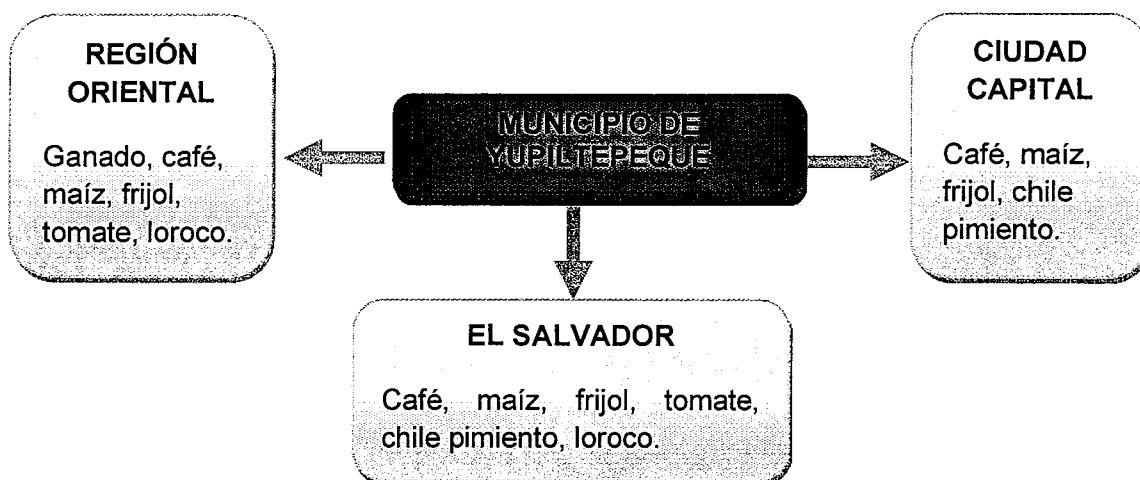 REGIÓN
ORIENTAL
Ganado, café,
maíz, frijol,
tomate, loroco.
MUNICIPIO DE
YUPILTEPEQUE
CIUDAD
CAPITAL
Café, maíz,
frijol, chile
pimiento.
EL SALVADOR
Café, maíz, frijol, tomate,
chile pimiento, loroco.